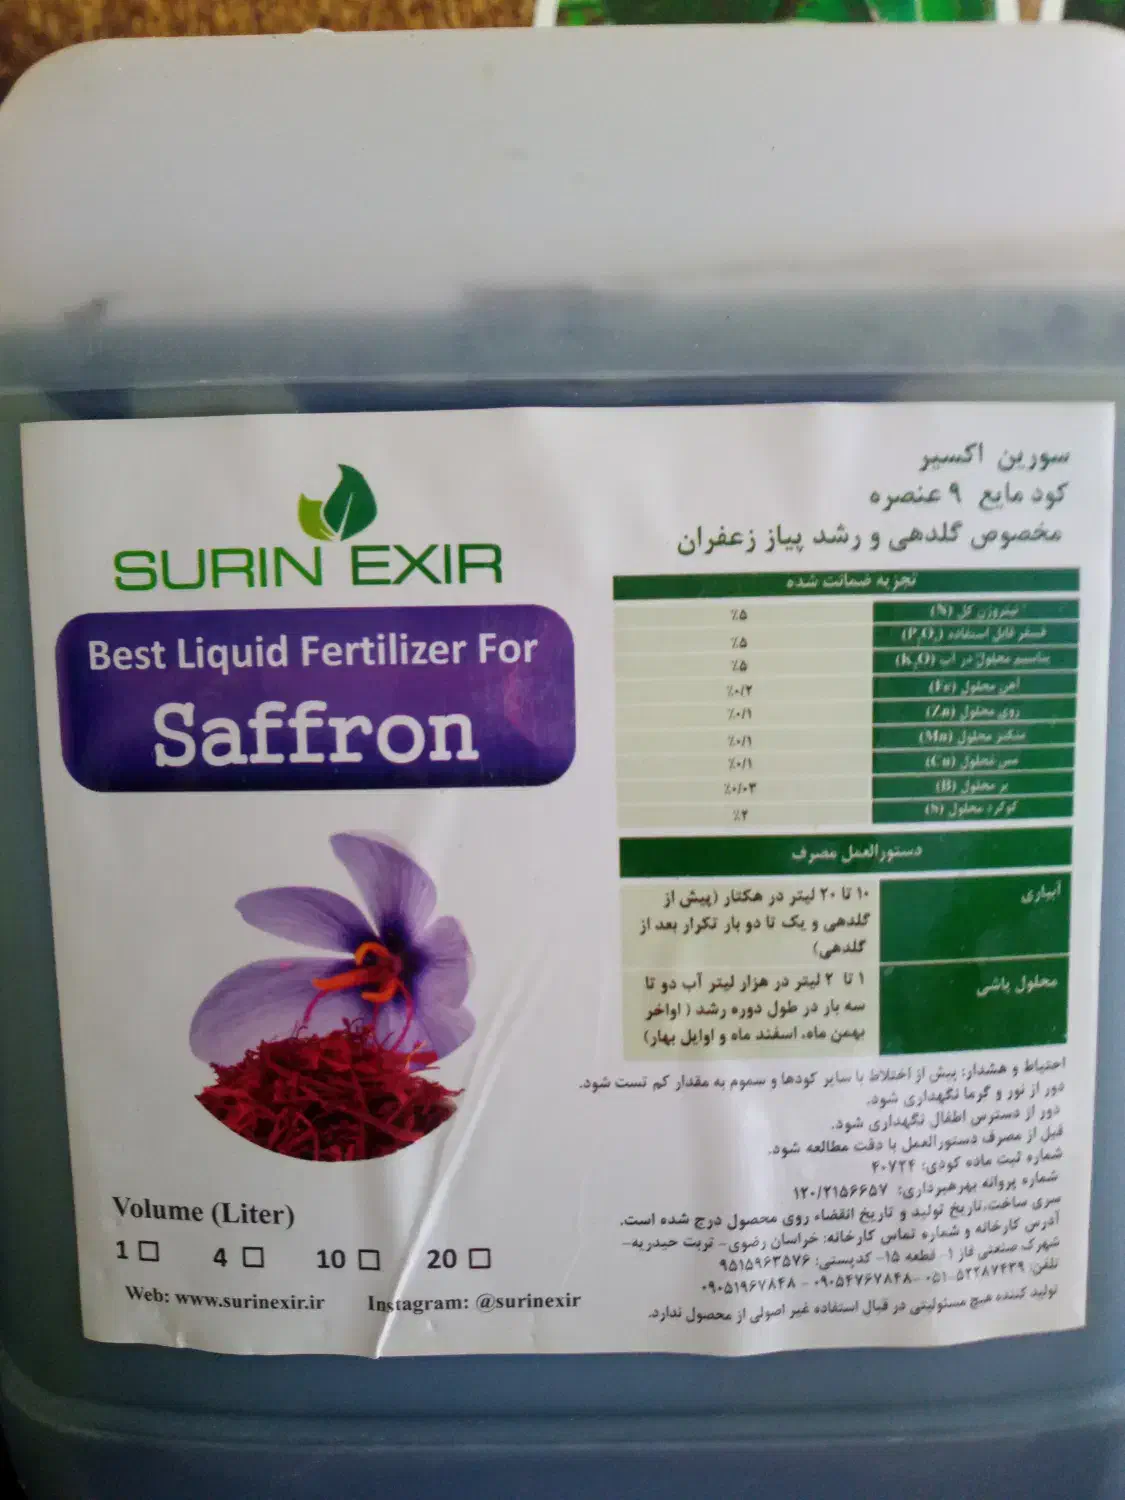 SURIN EXIR
Best Liquid Fertilizer For
Saffron
Volume (Liter)
1 ☐ 4 ☐ 10 ☐ 20 ☐
Web: www.surinexir.ir Instagram: @surinexir
سورین اکسیر
کود مایع ۹ عنصره
مخصوص گلدهی و رشد پیاز زعفران
تجزیه ضمانت شده
نیتروژن کل (N) ٪۵
فسفر قابل استفاده (P₂O₅) ٪۵
پتاسیم محلول در آب (K₂O) ٪۵
آهن محلول (Fe) ٪۰/۲
روی محلول (Zn) ٪۰/۱
منگنز محلول (Mn) ٪۰/۱
مس محلول (Cu) ٪۰/۱
بر محلول (B) ٪۰/۰۳
گوگرد محلول (S) ٪۲
دستورالعمل مصرف
آبیاری
۱۰ تا ۲۰ لیتر در هکتار (پیش از
گلدهی و یک تا دو بار تکرار بعد از
گلدهی)
محلول پاشی
۱ تا ۲ لیتر در هزار لیتر آب دو تا
سه بار در طول دوره رشد ( اواخر
بهمن ماه، اسفند ماه و اوایل بهار)
احتیاط و هشدار: پیش از اختلاط با سایر کودها و سموم به مقدار کم تست شود.
دور از نور و گرما نگهداری شود.
دور از دسترس اطفال نگهداری شود.
قبل از مصرف دستورالعمل با دقت مطالعه شود.
شماره ثبت ماده کودی: ۴۰۷۲۴
شماره پروانه بهرهبرداری: ۱۲۰/۲۱۵۶۶۵۷
سری ساخت،تاریخ تولید و تاریخ انقضاء روی محصول درج شده است.
آدرس کارخانه و شماره تماس کارخانه: خراسان رضوی- تربت حیدریه-
شهرک صنعتی فاز ۱- قطعه ۱۵- کدپستی: ۹۵۱۵۹۶۳۵۷۶
تلفن: ۰۵۱-۵۲۲۸۷۴۳۹- ۰۹۰۵۴۷۶۷۸۴۸ - ۰۹۰۵۱۹۶۷۸۴۸
تولید کننده هیچ مسئولیتی در قبال استفاده غیر اصولی از محصول ندارد.